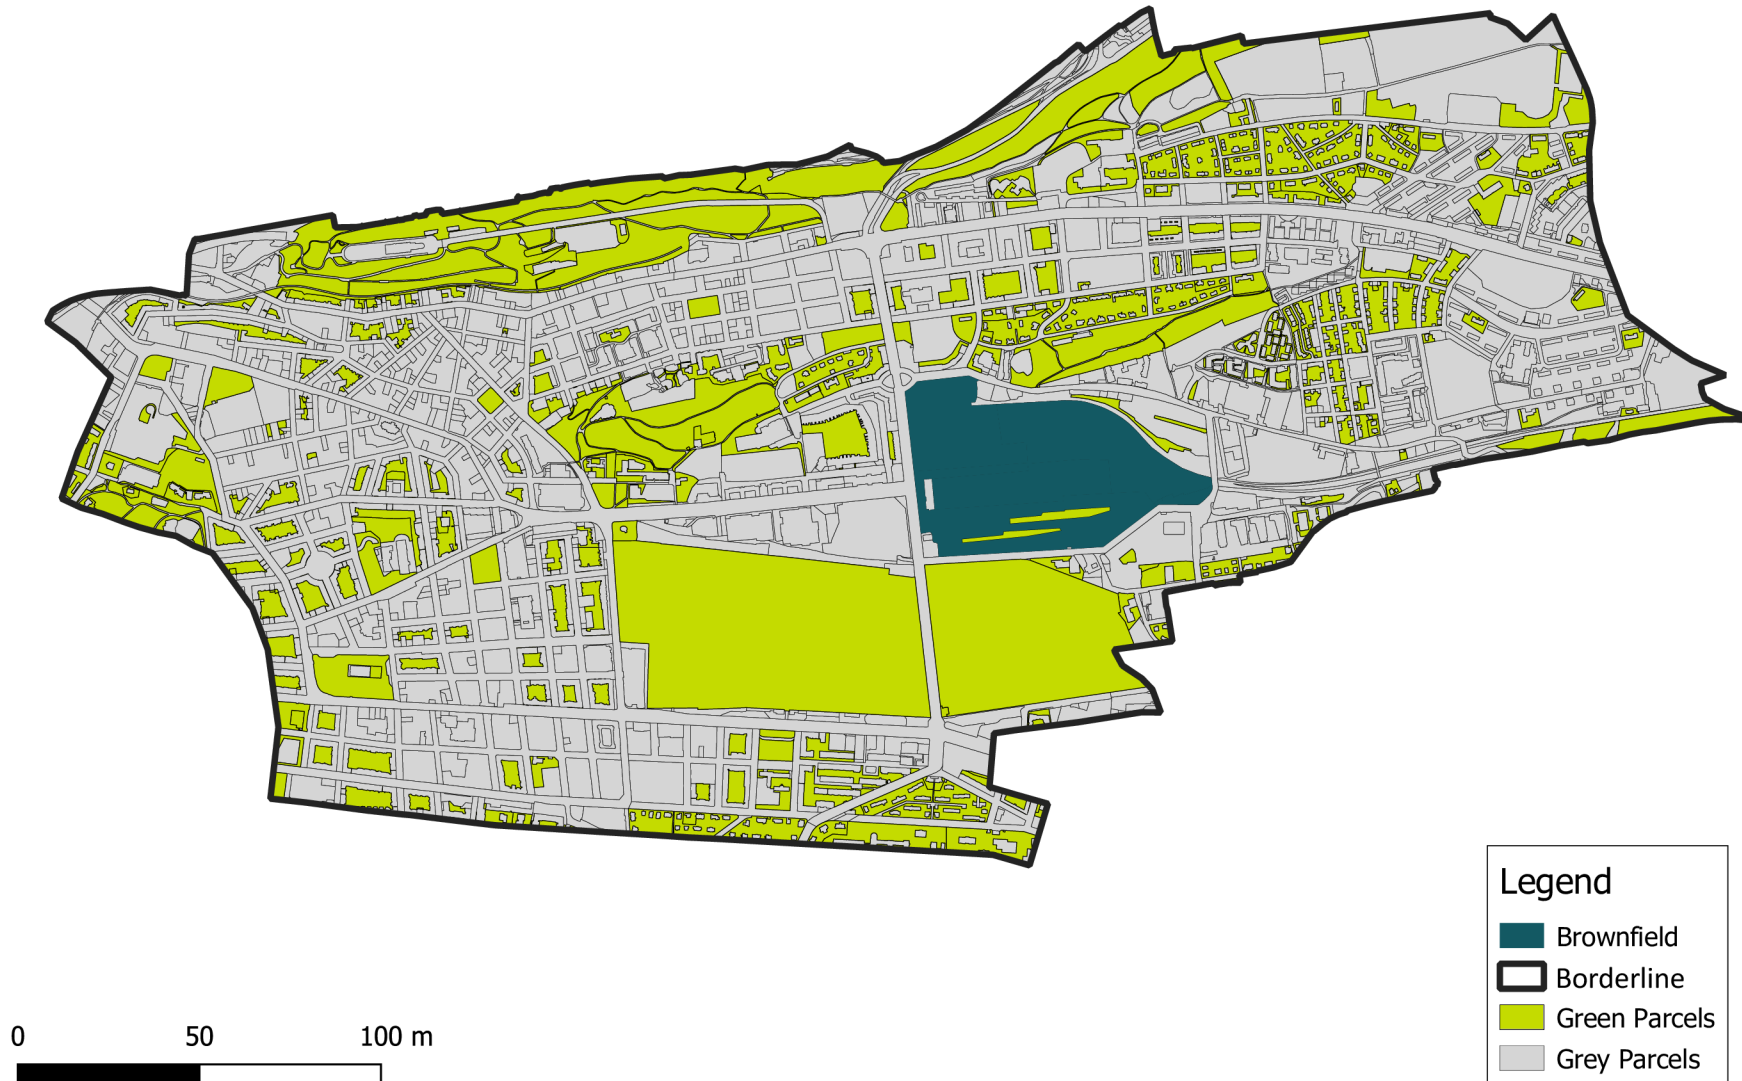 Legend
Brownfield
Borderline
Green Parcels
Grey Parcels
0 50 100 m